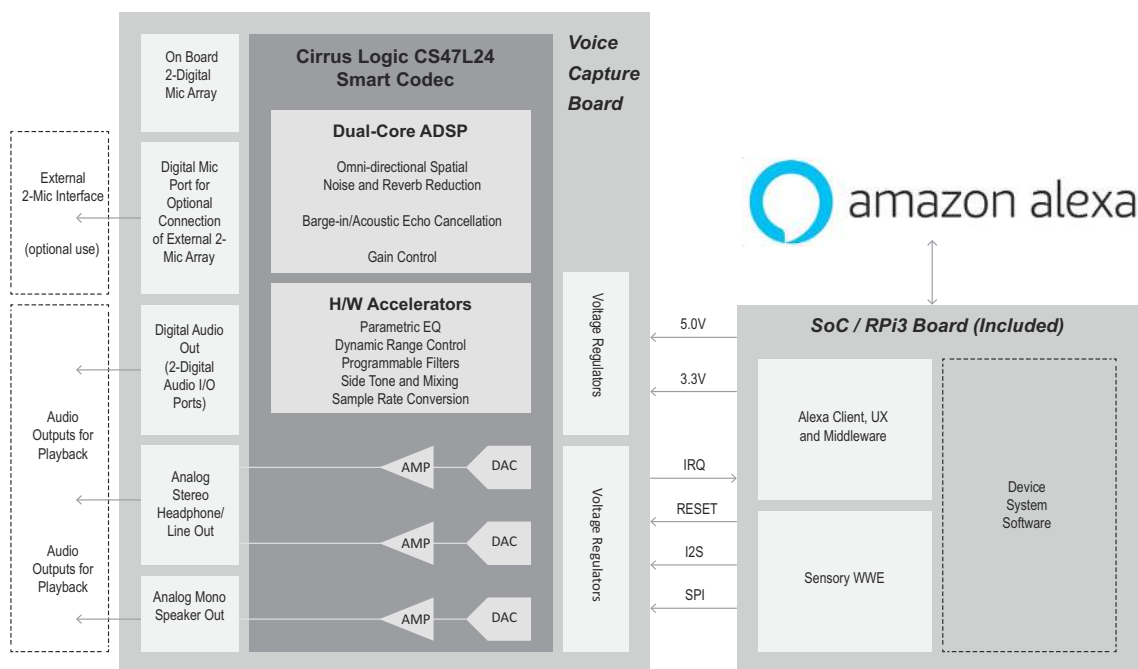 On Board
2-Digital
Mic Array
Cirrus Logic CS47L24
Smart Codec
Voice
Capture
Board
Dual-Core ADSP
Omni-directional Spatial
Noise and Reverb Reduction
Barge-in/Acoustic Echo Cancellation
Gain Control
External
2-Mic Interface
(optional use)
Digital Mic
Port for
Optional
Connection
of External 2-
Mic Array
H/W Accelerators
Parametric EQ
Dynamic Range Control
Programmable Filters
Side Tone and Mixing
Sample Rate Conversion
Digital Audio
Out
(2-Digital
Audio I/O
Ports)
Audio
Outputs for
Playback
Analog
Stereo
Headphone/
Line Out
Audio
Outputs for
Playback
Analog Mono
Speaker Out
AMP
DAC
AMP
DAC
AMP
DAC
Voltage Regulators
Voltage Regulators
5.0V
3.3V
IRQ
RESET
I2S
SPI
amazon alexa
SoC / RPi3 Board (Included)
Alexa Client, UX
and Middleware
Sensory WWE
Device
System
Software